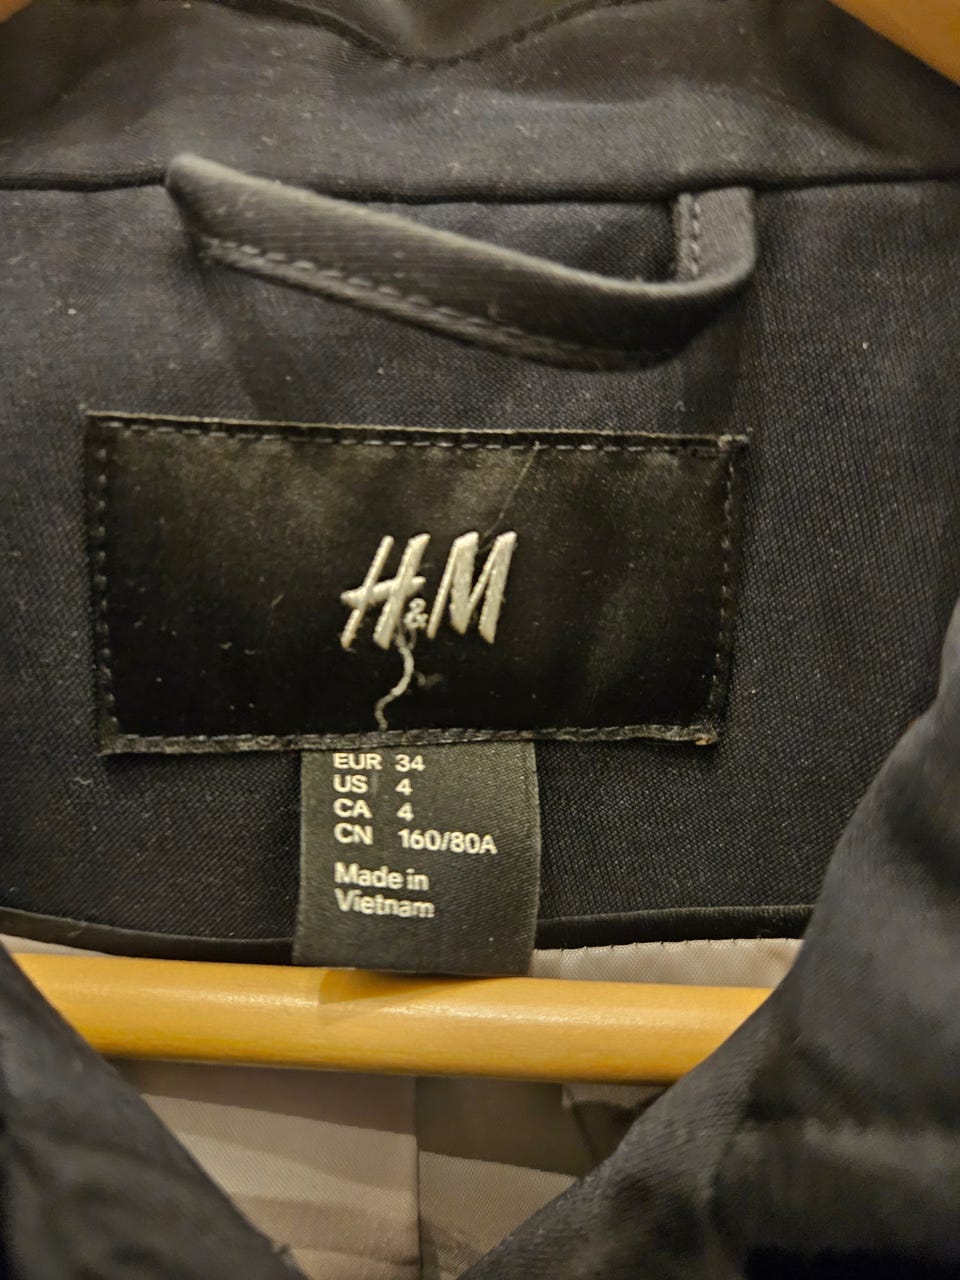 H&M
EUR 34
US 4
CA 4
CN 160/80A
Made in
Vietnam